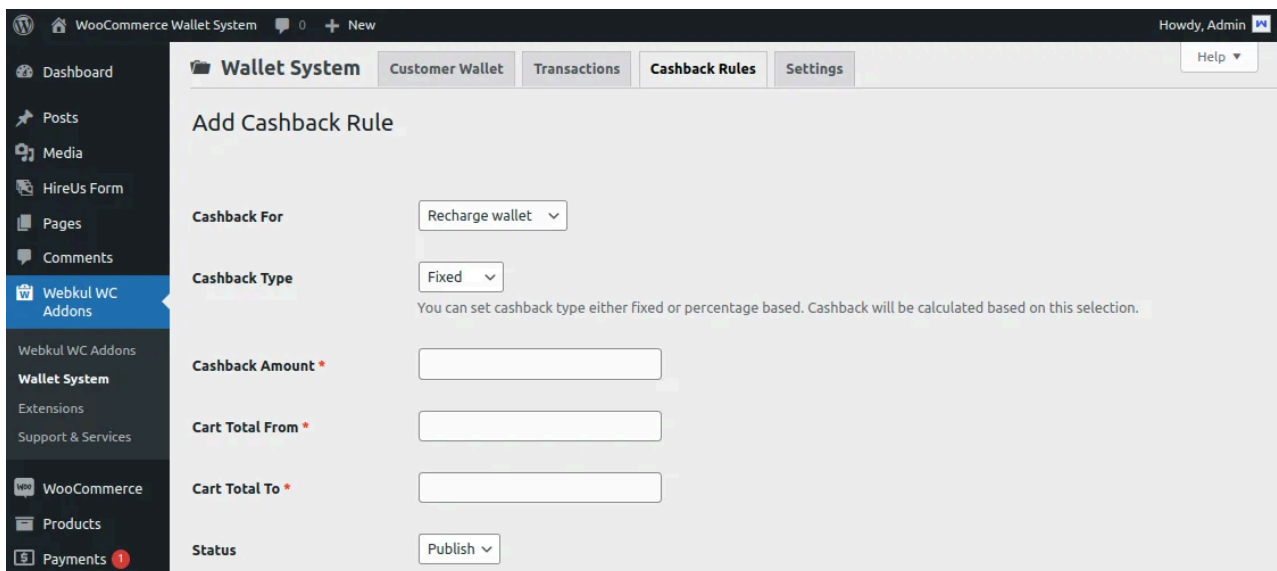 WooCommerce Wallet System 0 New Howdy, Admin
Dashboard
Posts
Media
HireUs Form
Pages
Comments
Webkul WC
Addons
Webkul WC Addons
Wallet System
Extensions
Support & Services
WooCommerce
Products
Payments 1
Wallet System Customer Wallet Transactions Cashback Rules Settings Help
Add Cashback Rule
Cashback For Recharge wallet
Cashback Type Fixed
You can set cashback type either fixed or percentage based. Cashback will be calculated based on this selection.
Cashback Amount *
Cart Total From *
Cart Total To *
Status Publish